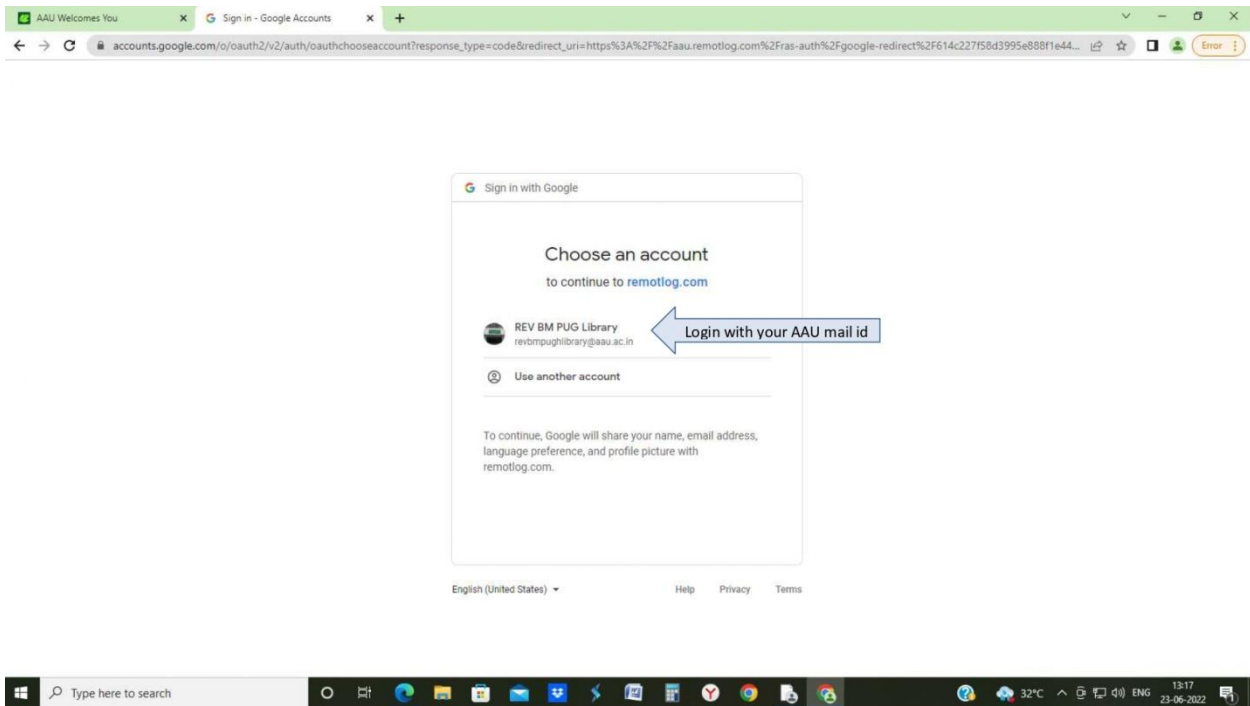 AAU Welcomes You
Sign in - Google Accounts
accounts.google.com/o/oauth2/v2/auth/oauthchooseaccount?response_type=code&redirect_uri=https%3A%2F%2Faau.remotlog.com%2Fras-auth%2Fgoogle-redirect%2F614c227f58d3995e888f1e44...
Error
Sign in with Google
Choose an account
to continue to remotlog.com
REV BM PUG Library
revbmpughlibrary@aau.ac.in
Login with your AAU mail id
Use another account
To continue, Google will share your name, email address,
language preference, and profile picture with
remotlog.com.
English (United States)
Help Privacy Terms
Type here to search
32°C ENG
13:17
23-06-2022